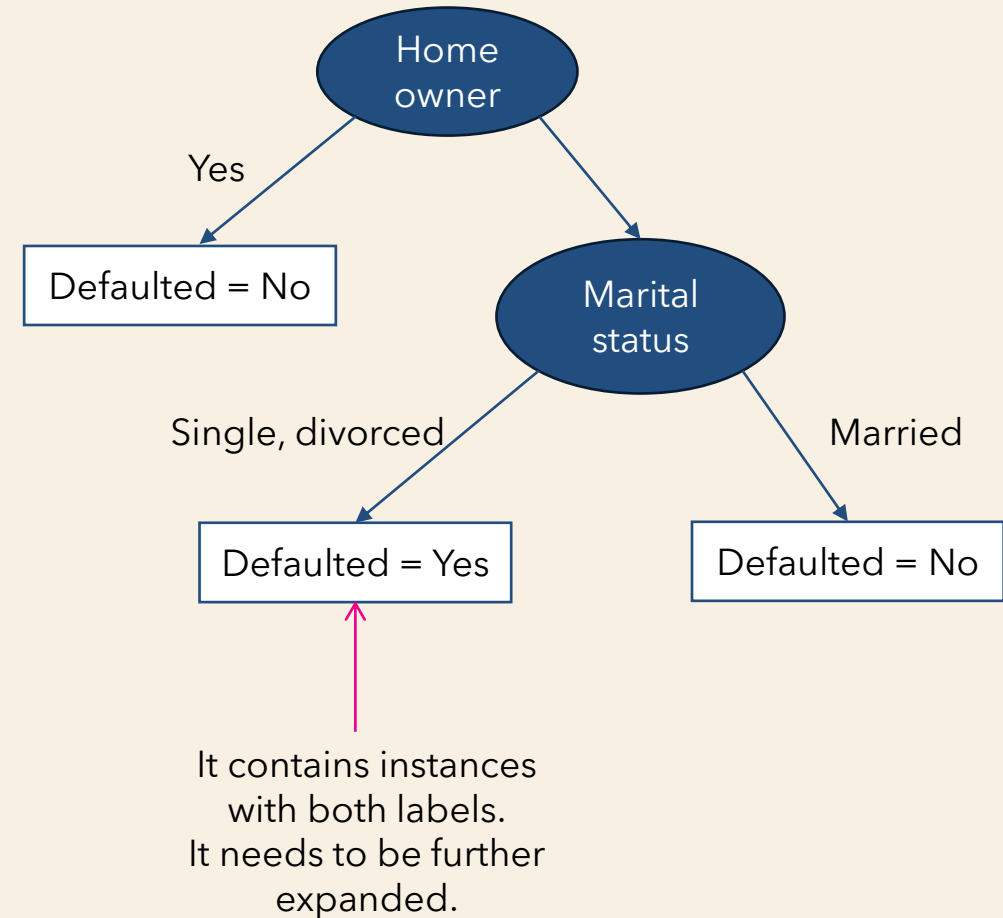 Home
owner
Yes
Defaulted = No
Marital
status
Single, divorced
Married
Defaulted = Yes
Defaulted = No
It contains instances
with both labels.
It needs to be further
expanded.